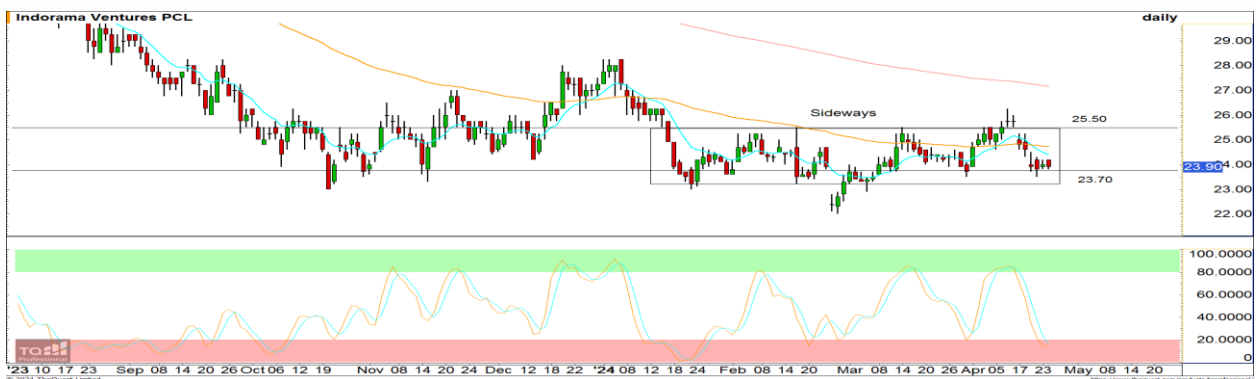 Indorama Ventures PCL
daily
29.00
28.00
27.00
26.00
25.00
24.00
23.00
22.00
Sideways
25.50
23.90
23.70
100.0000
80.0000
60.0000
40.0000
20.0000
0
TQ
Professional
'23 10 17 23 Sep 08 14 20 26 Oct 06 12 19 Nov 08 14 20 24 Dec 12 18 22 '24 08 12 18 24 Feb 08 14 20 Mar 08 14 20 26 Apr 05 17 23 May 08 14 20